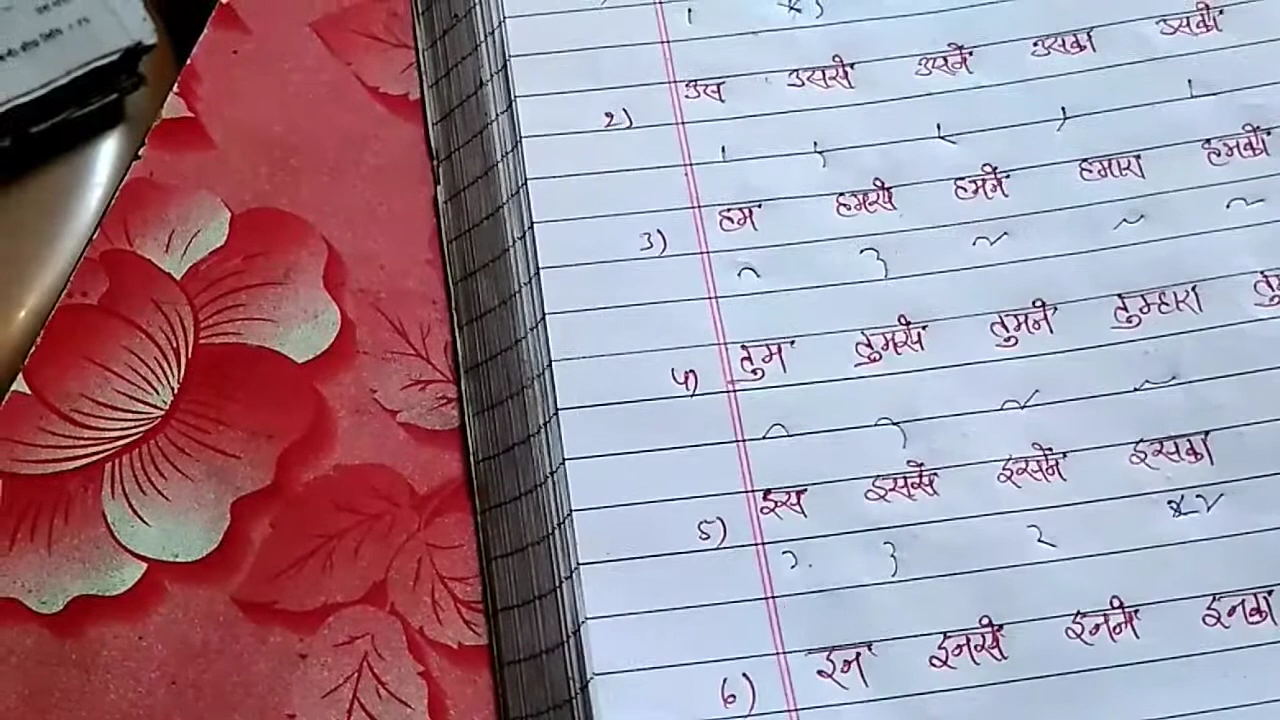 2) उस उससे उसने उसका उसको
3) हम हमसे हमने हमारा हमको
4) तुम तुमसे तुमने तुम्हारा
5) इस इससे इसने इसका
6) इन इनसे इनने इनका